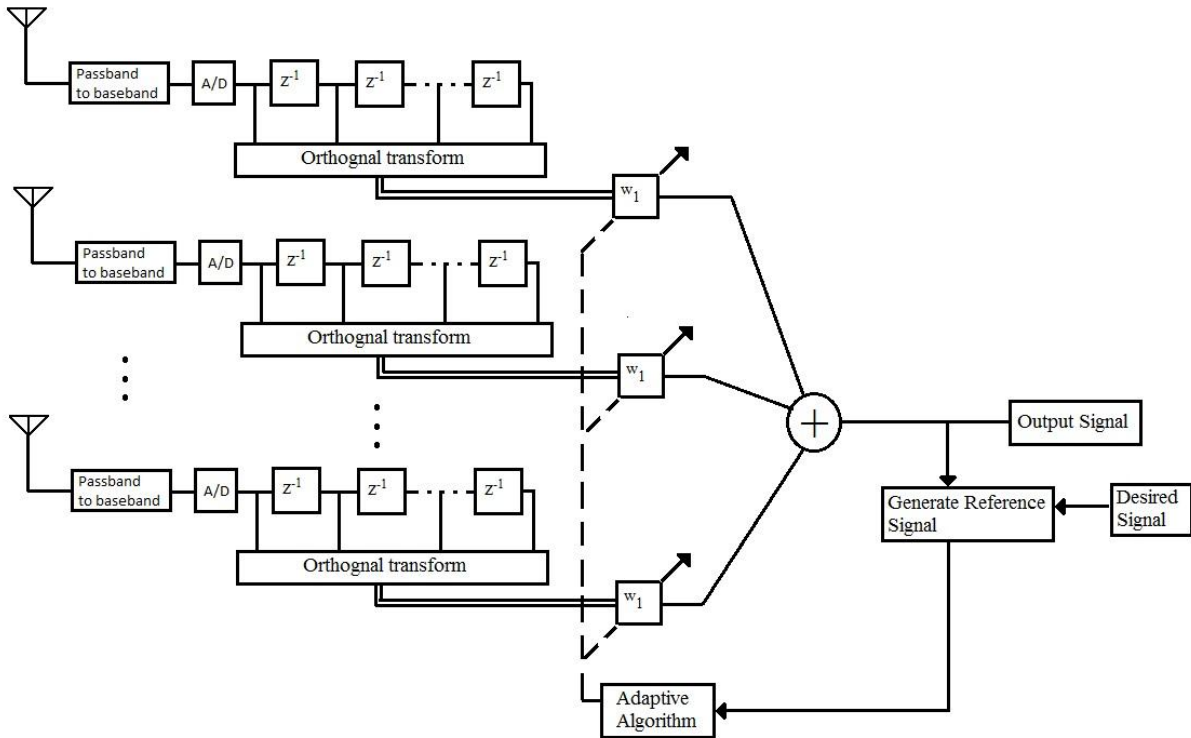 Passband
to baseband
A/D
z-1
z-1
z-1
Orthognal transform
w1
Passband
to baseband
A/D
z-1
z-1
z-1
Orthognal transform
w1
Passband
to baseband
A/D
z-1
z-1
z-1
Orthognal transform
w1
+
Output Signal
Generate Reference
Signal
Desired
Signal
Adaptive
Algorithm